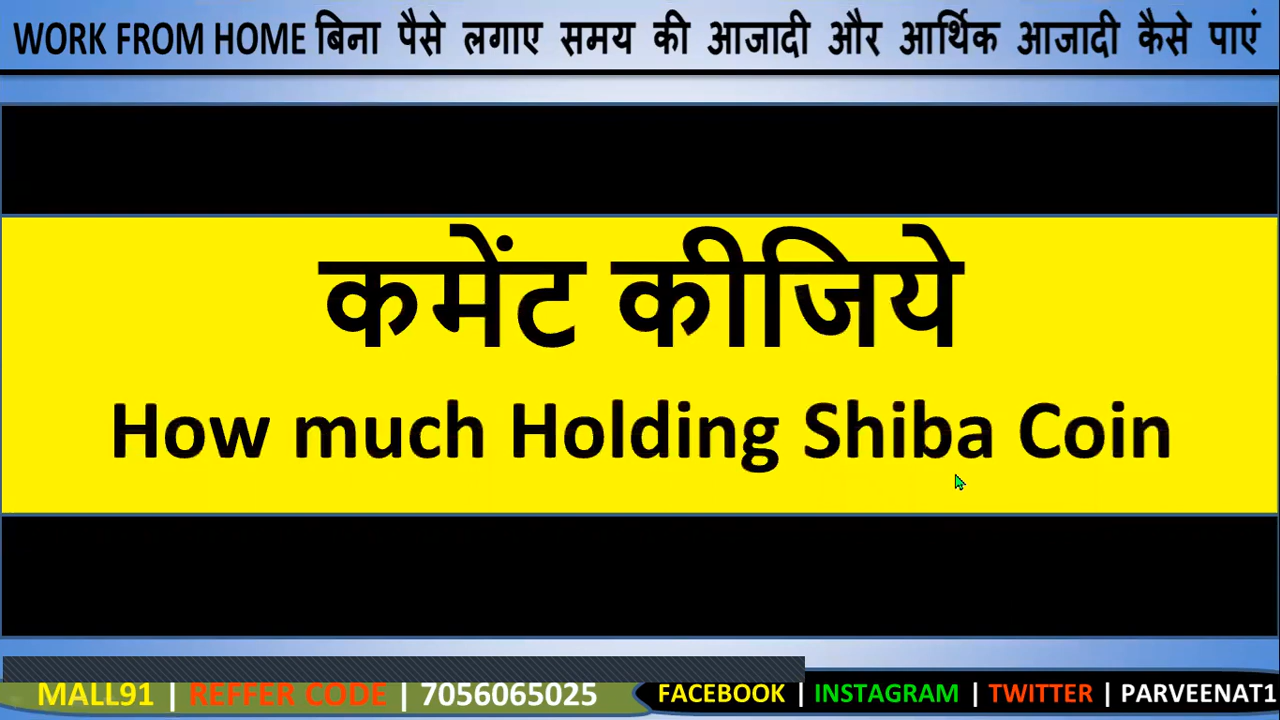 WORK FROM HOME बिना पैसे लगाए समय की आजादी और आर्थिक आजादी कैसे पाएं
कमेंट कीजिये
How much Holding Shiba Coin
MALL91 | REFFER CODE | 7056065025
FACEBOOK | INSTAGRAM | TWITTER | PARVEENAT1